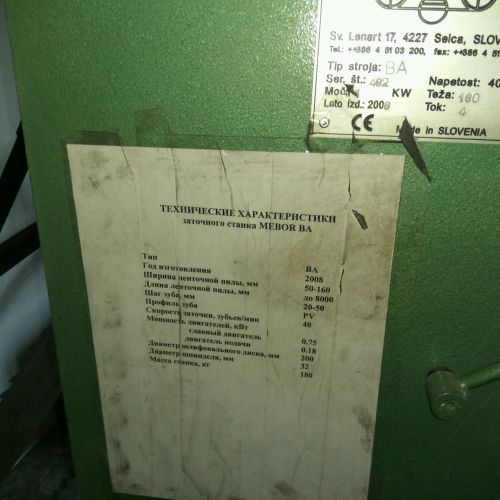 Sv. Lenart 17, 4227 Selca, SLOV
Tel.: ++386 4 51 03 200, fax: ++386 4 51
Tip stroja: BA
Ser. št.: 492 Napetost: 40
Moč: KW Teža: 180
Leto izd.: 2008 Tok: 4
CE Made in SLOVENIA
ТЕХНИЧЕСКИЕ ХАРАКТЕРИСТИКИ
заточного станка MEBOR BA
Тип BA
Год изготовления 2008
Ширина ленточной пилы, мм 50-160
Длина ленточной пилы, мм до 8000
Шаг зуба, мм 20-50
Профиль зуба PV
Скорость заточки, зубьев/мин 40
Мощность двигателей, кВт
главный двигатель 0.75
двигатель подачи 0.18
Диаметр шлифовального диска, мм 200
Диаметр шпинделя, мм 32
Масса станка, кг 180